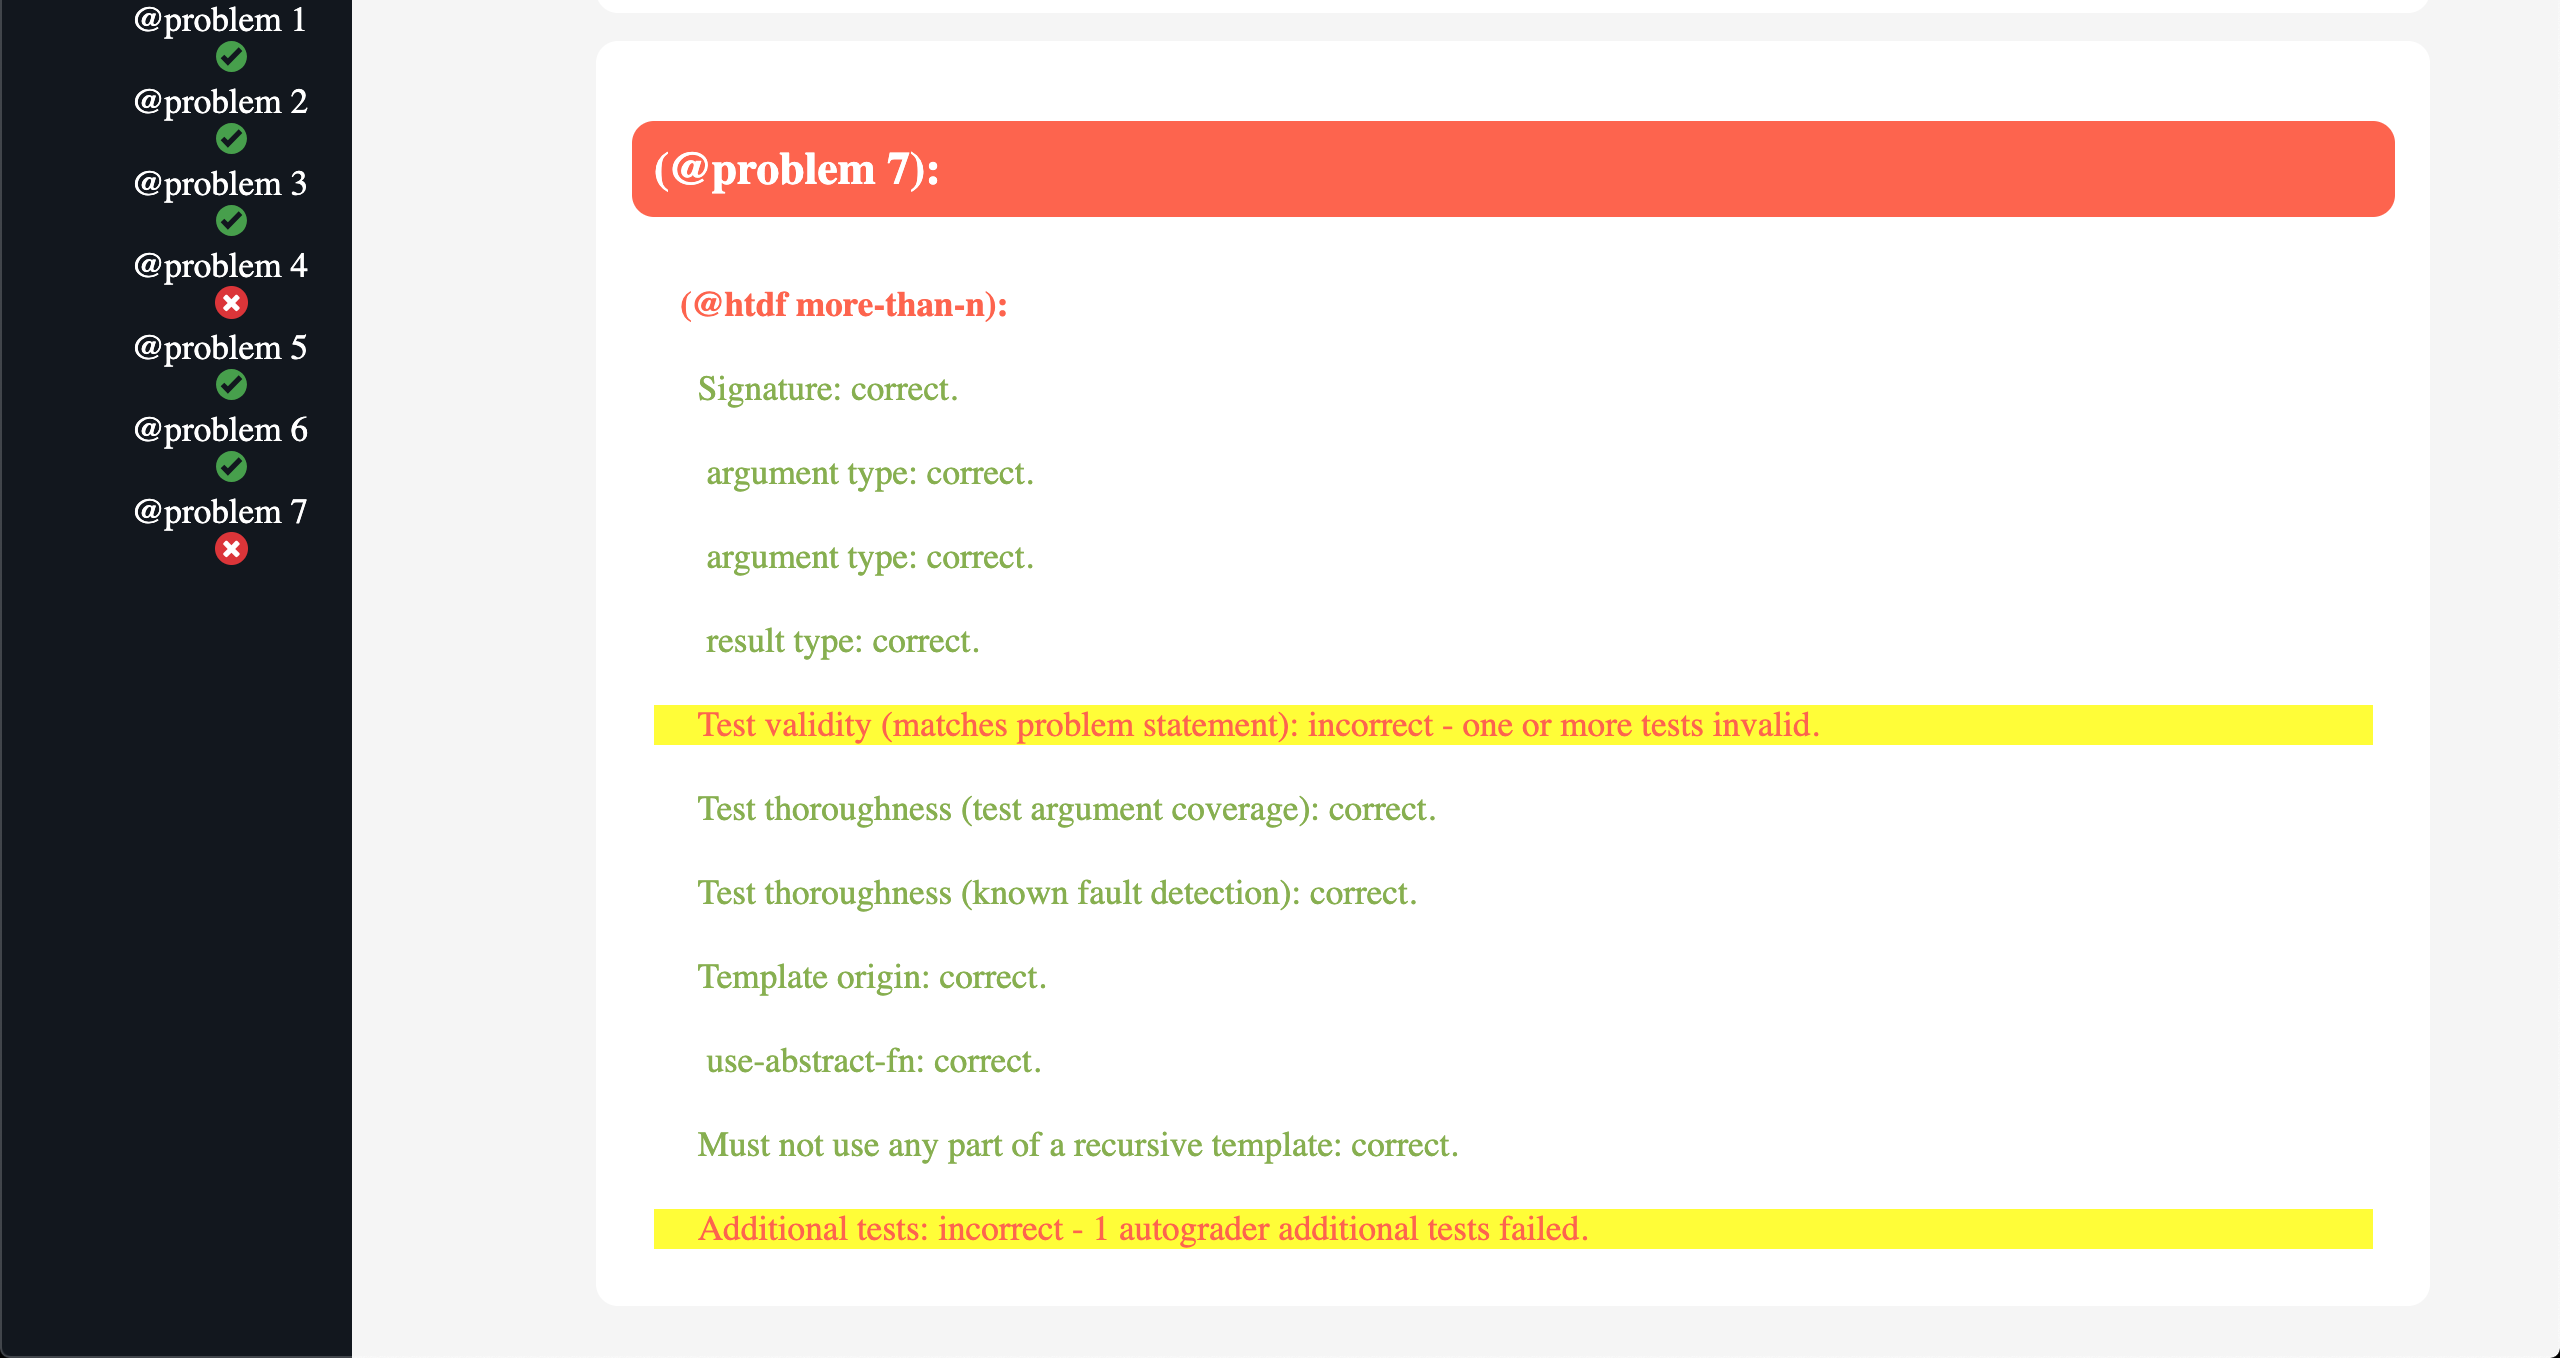 @problem 1
@problem 2
@problem 3
@problem 4
@problem 5
@problem 6
@problem 7
(@problem 7):
(@htdf more-than-n):
Signature: correct.
argument type: correct.
argument type: correct.
result type: correct.
Test validity (matches problem statement): incorrect - one or more tests invalid.
Test thoroughness (test argument coverage): correct.
Test thoroughness (known fault detection): correct.
Template origin: correct.
use-abstract-fn: correct.
Must not use any part of a recursive template: correct.
Additional tests: incorrect - 1 autograder additional tests failed.